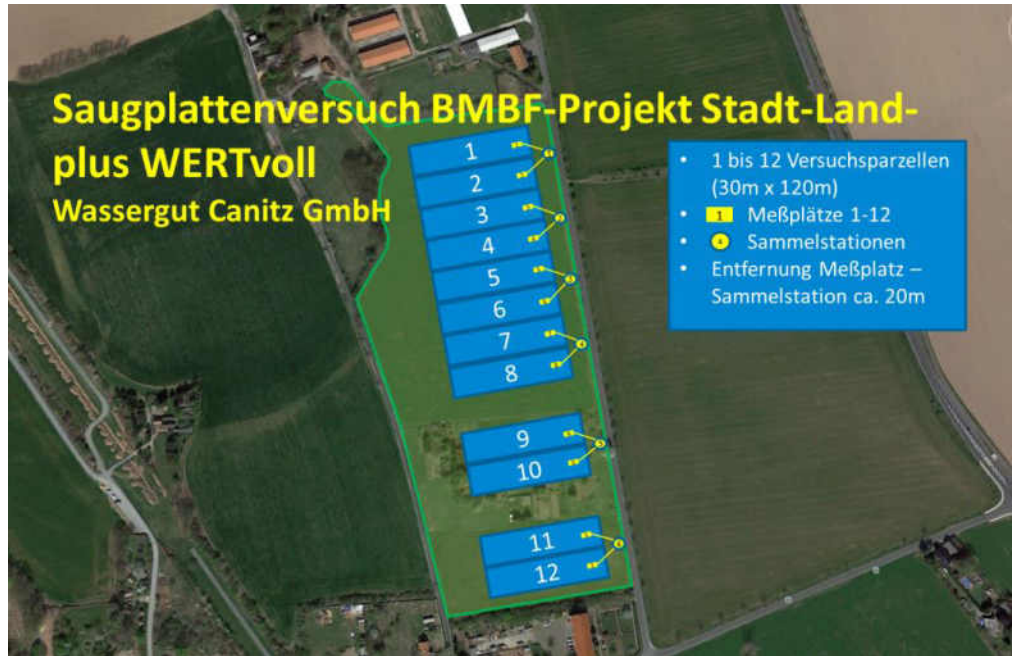 Saugplattenversuch BMBF-Projekt Stadt-Land-
plus WERTvoll
Wassergut Canitz GmbH
• 1 bis 12 Versuchsparzellen
(30m x 120m)
• 1 Meßplätze 1-12
• 4 Sammelstationen
• Entfernung Meßplatz –
Sammelstation ca. 20m
1
2
3
4
5
6
7
8
9
10
11
12